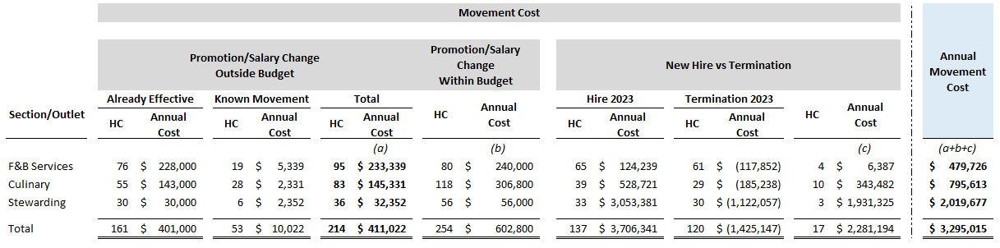 Movement Cost
Promotion/Salary Change
Outside Budget
Promotion/Salary
Change
Within Budget
New Hire vs Termination
Annual
Movement
Cost
Section/Outlet
Already Effective Known Movement Total
HC Annual Cost HC Annual Cost HC Annual Cost
HC Annual Cost
Hire 2023 Termination 2023
HC Annual Cost HC Annual Cost HC Annual Cost
(a) (b) (c) (a+b+c)
F&B Services 76 $ 228,000 19 $ 5,339 95 $ 233,339 80 $ 240,000 65 $ 124,239 61 $ (117,852) 4 $ 6,387 $ 479,726
Culinary 55 $ 143,000 28 $ 2,331 83 $ 145,331 118 $ 306,800 39 $ 528,721 29 $ (185,238) 10 $ 343,482 $ 795,613
Stewarding 30 $ 30,000 6 $ 2,352 36 $ 32,352 56 $ 56,000 33 $ 3,053,381 30 $ (1,122,057) 3 $ 1,931,325 $ 2,019,677
Total 161 $ 401,000 53 $ 10,022 214 $ 411,022 254 $ 602,800 137 $ 3,706,341 120 $ (1,425,147) 17 $ 2,281,194 $ 3,295,015